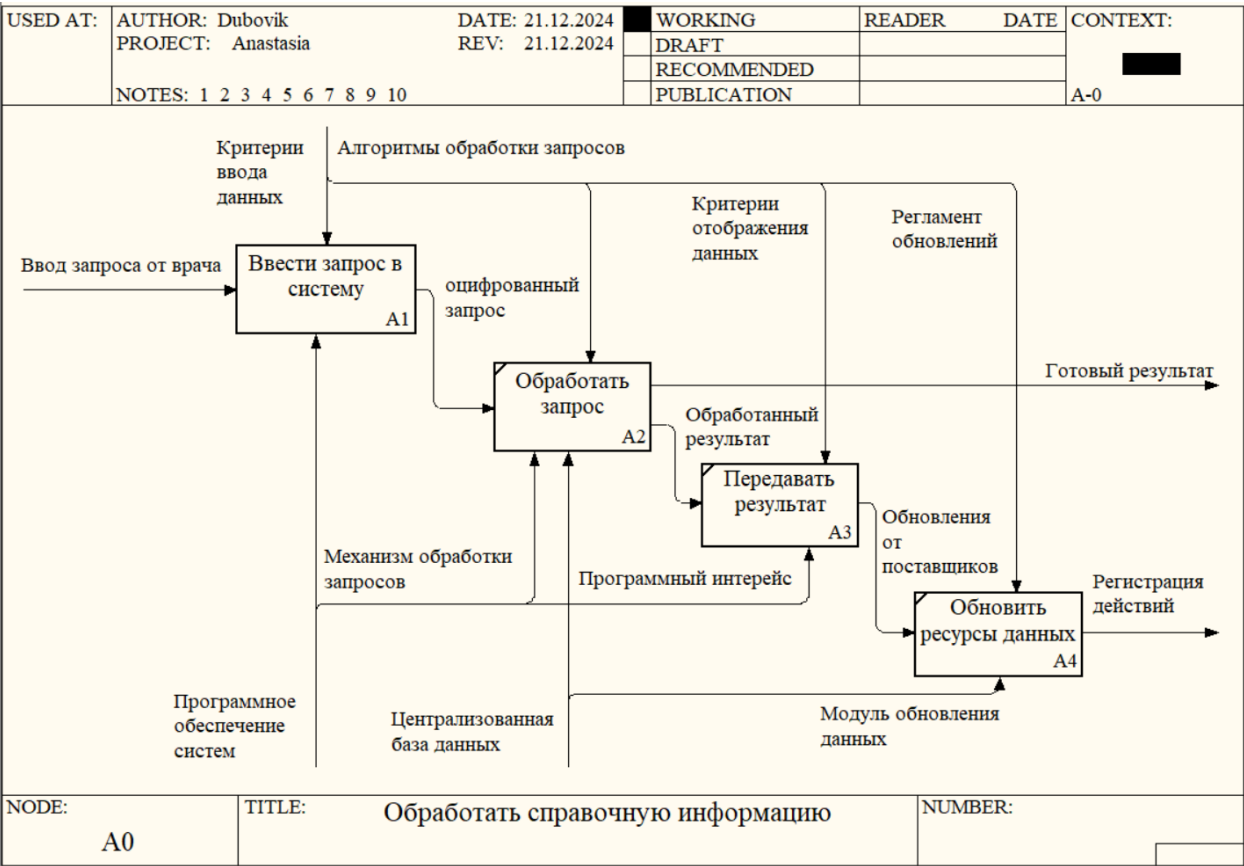 USED AT:
AUTHOR: Dubovik
DATE: 21.12.2024
WORKING
READER
DATE
CONTEXT:
PROJECT: Anastasia
REV: 21.12.2024
DRAFT
RECOMMENDED
NOTES: 1 2 3 4 5 6 7 8 9 10
PUBLICATION
A-0
Критерии
ввода
данных
Алгоритмы обработки запросов
Критерии
отображения
данных
Регламент
обновлений
Ввод запроса от врача
Ввести запрос в
систему
A1
оцифрованный
запрос
Обработать
запрос
A2
Готовый результат
Обработанный
результат
Передавать
результат
A3
Обновления
от
поставщиков
Механизм обработки
запросов
Программный интерейс
Регистрация
действий
Обновить
ресурсы данных
A4
Программное
обеспечение
систем
Централизованная
база данных
Модуль обновления
данных
NODE:
A0
TITLE:
Обработать справочную информацию
NUMBER: